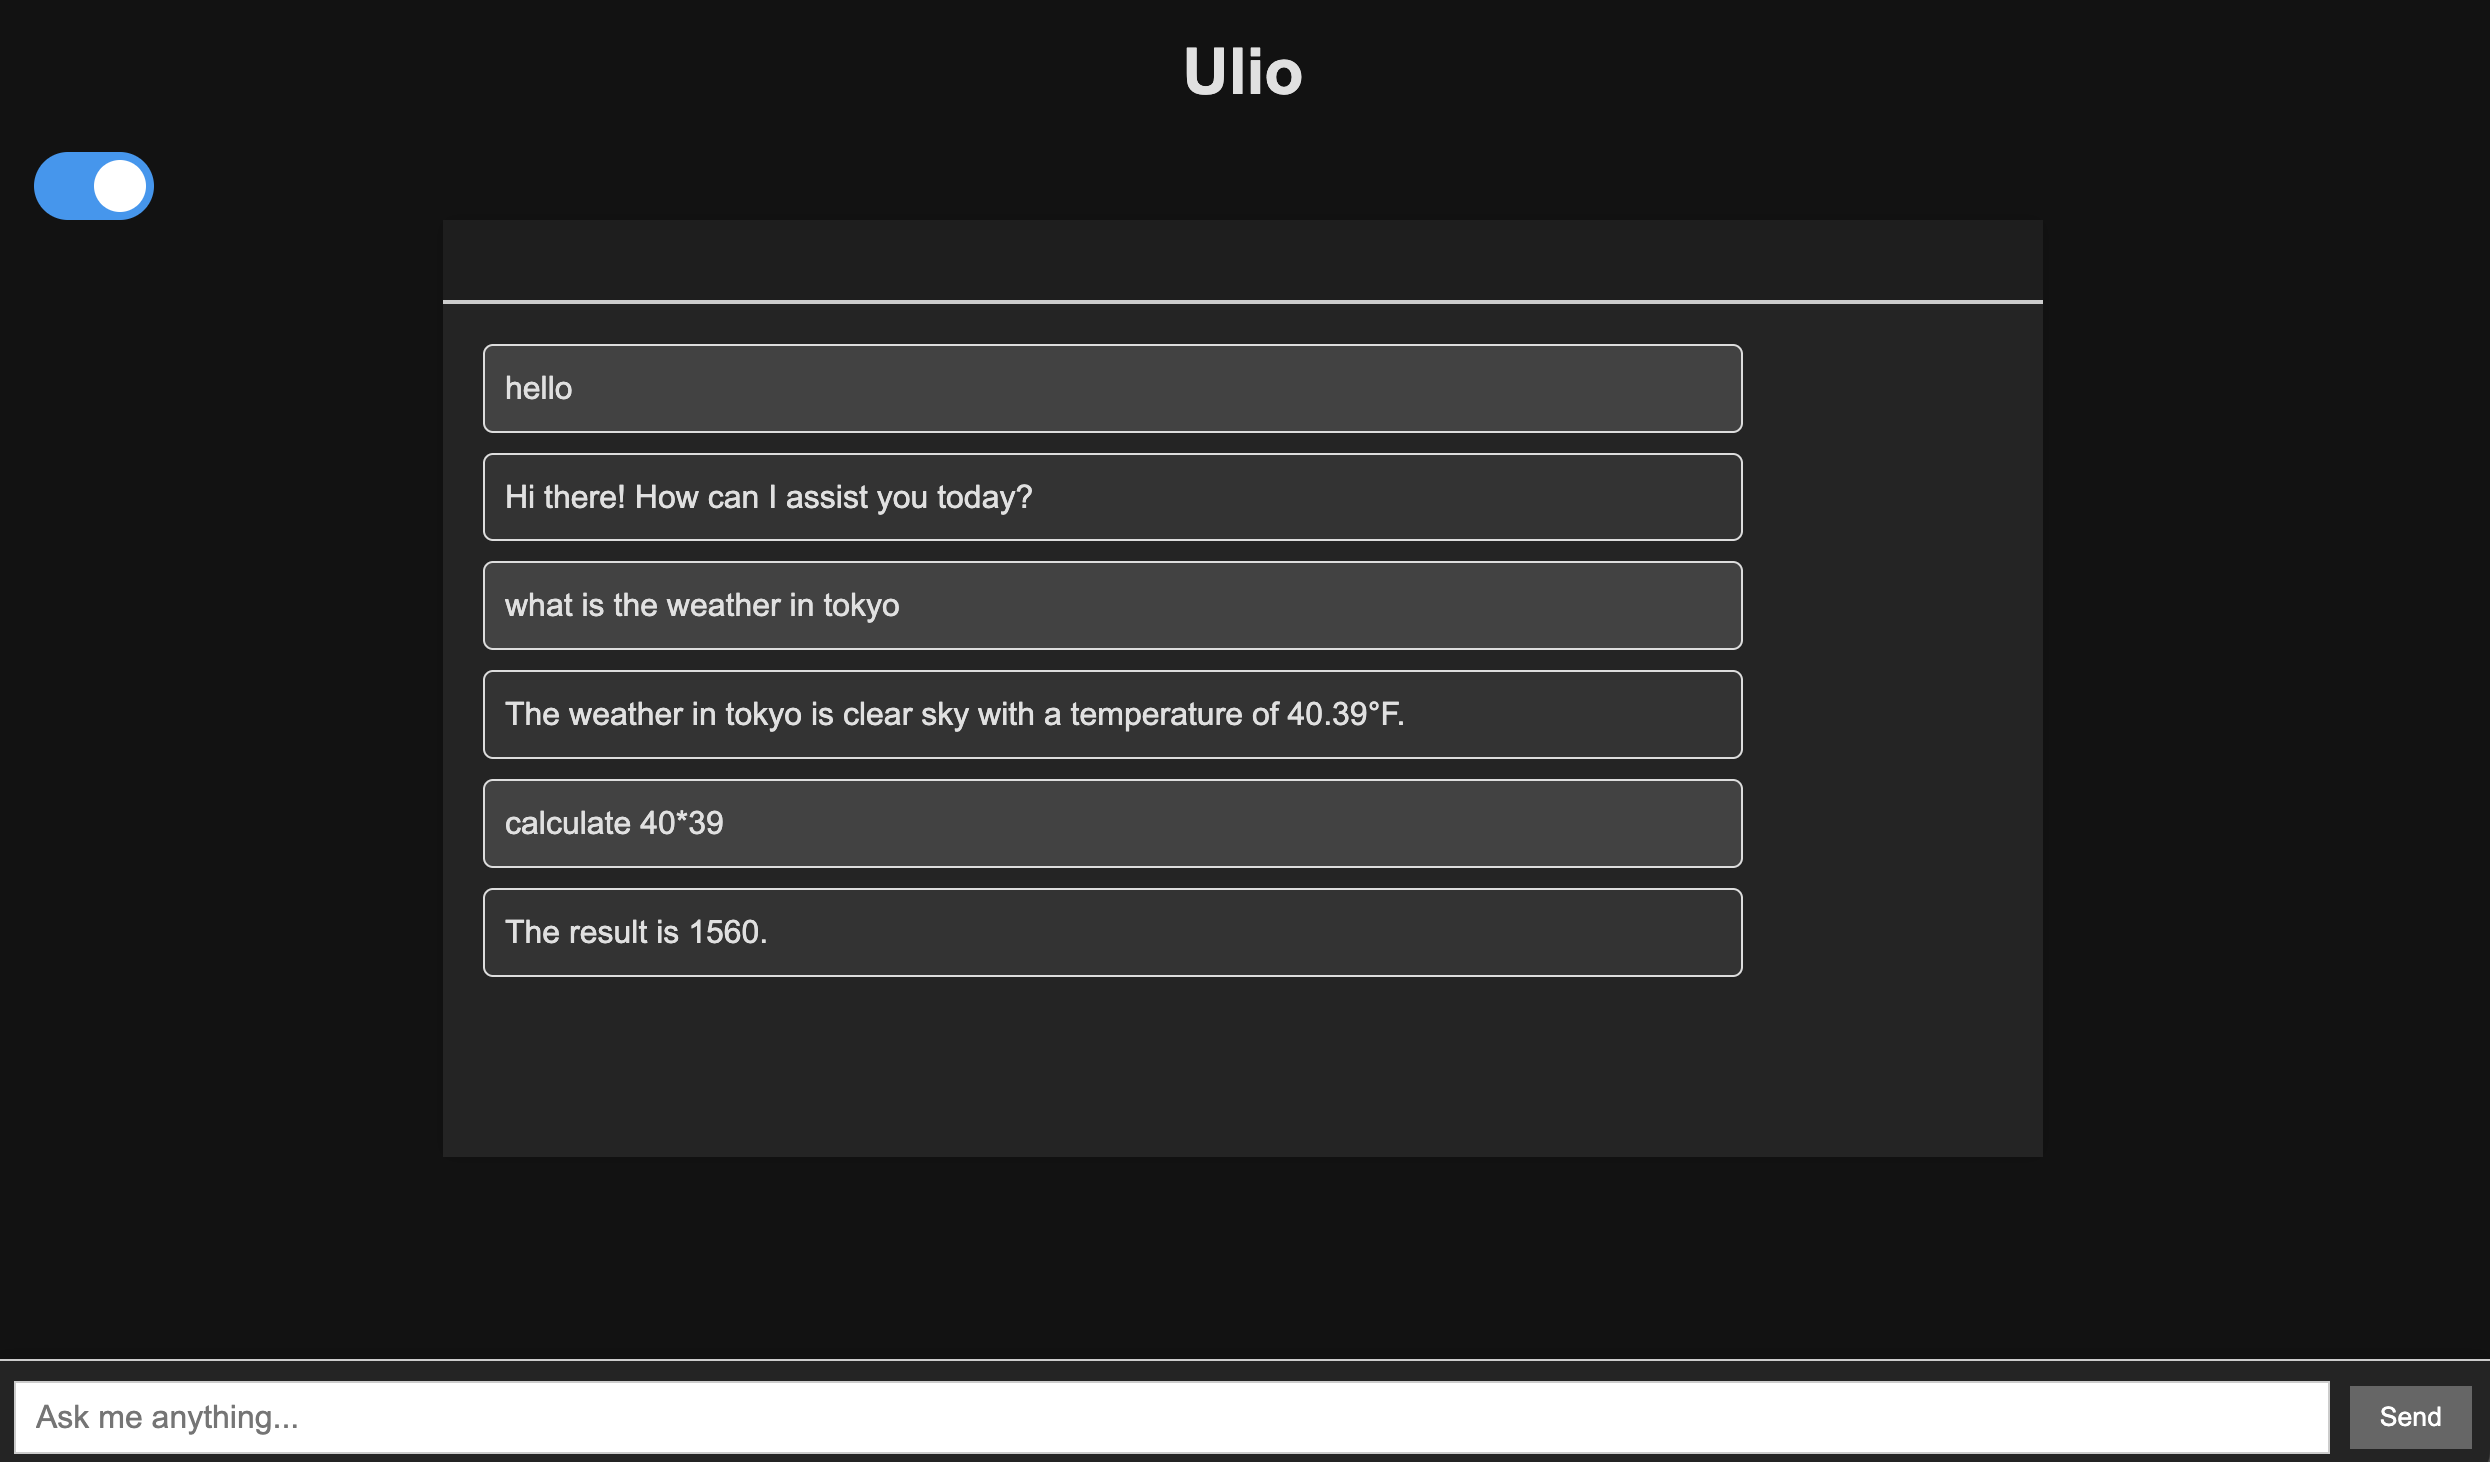 Ulio
hello
Hi there! How can I assist you today?
what is the weather in tokyo
The weather in tokyo is clear sky with a temperature of 40.39°F.
calculate 40*39
The result is 1560.
Ask me anything...
Send